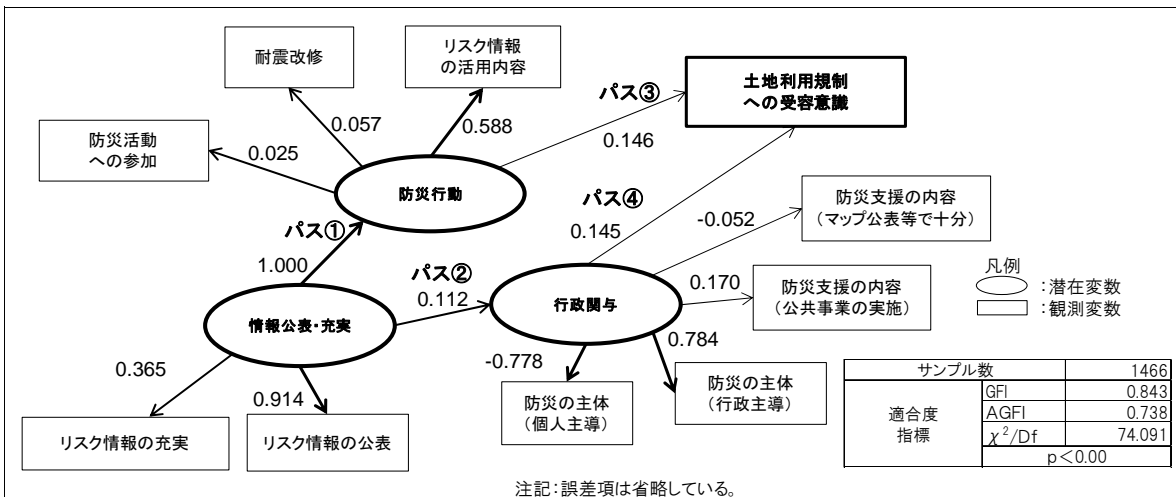 耐震改修
リスク情報
の活用内容
パス③
土地利用規制
への受容意識
防災活動
への参加
0.057
0.588
0.146
0.025
防災行動
パス④
防災支援の内容
（マップ公表等で十分）
パス①
0.145
-0.052
1.000
パス②
0.112
0.170
防災支援の内容
（公共事業の実施）
凡例
：潜在変数
：観測変数
情報公表・充実
行政関与
0.365
0.914
-0.778
0.784
防災の主体
（個人主導）
防災の主体
（行政主導）
リスク情報の充実
リスク情報の公表
サンプル数 1466
適合度
指標
GFI 0.843
AGFI 0.738
χ²/Df 74.091
p＜0.00
注記：誤差項は省略している。